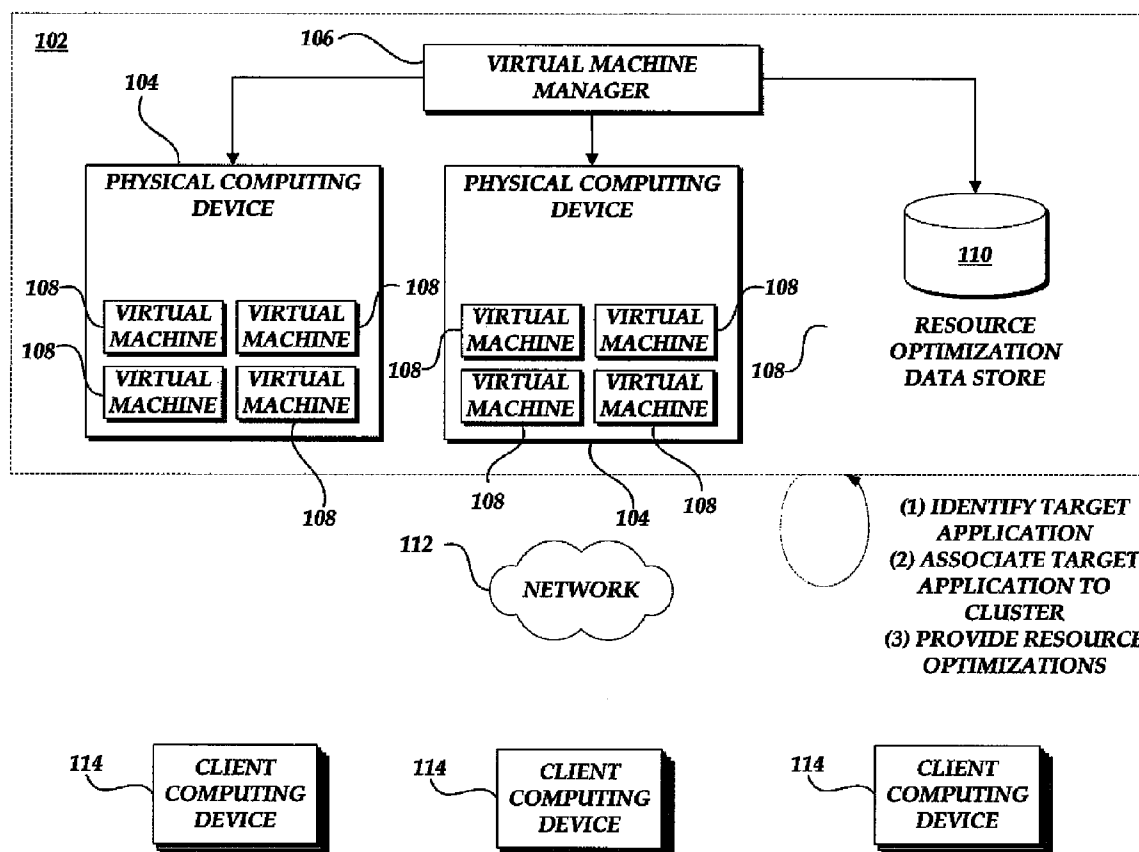 102
106
VIRTUAL MACHINE
MANAGER
104
PHYSICAL COMPUTING
DEVICE
PHYSICAL COMPUTING
DEVICE
110
RESOURCE
OPTIMIZATION
DATA STORE
108
VIRTUAL
MACHINE
VIRTUAL
MACHINE
108
108
VIRTUAL
MACHINE
VIRTUAL
MACHINE
108
108
VIRTUAL
MACHINE
VIRTUAL
MACHINE
108
108
VIRTUAL
MACHINE
VIRTUAL
MACHINE
108
108
104
108
112
NETWORK
(1) IDENTIFY TARGET
APPLICATION
(2) ASSOCIATE TARGET
APPLICATION TO
CLUSTER
(3) PROVIDE RESOURCE
OPTIMIZATIONS
114
CLIENT
COMPUTING
DEVICE
114
CLIENT
COMPUTING
DEVICE
114
CLIENT
COMPUTING
DEVICE